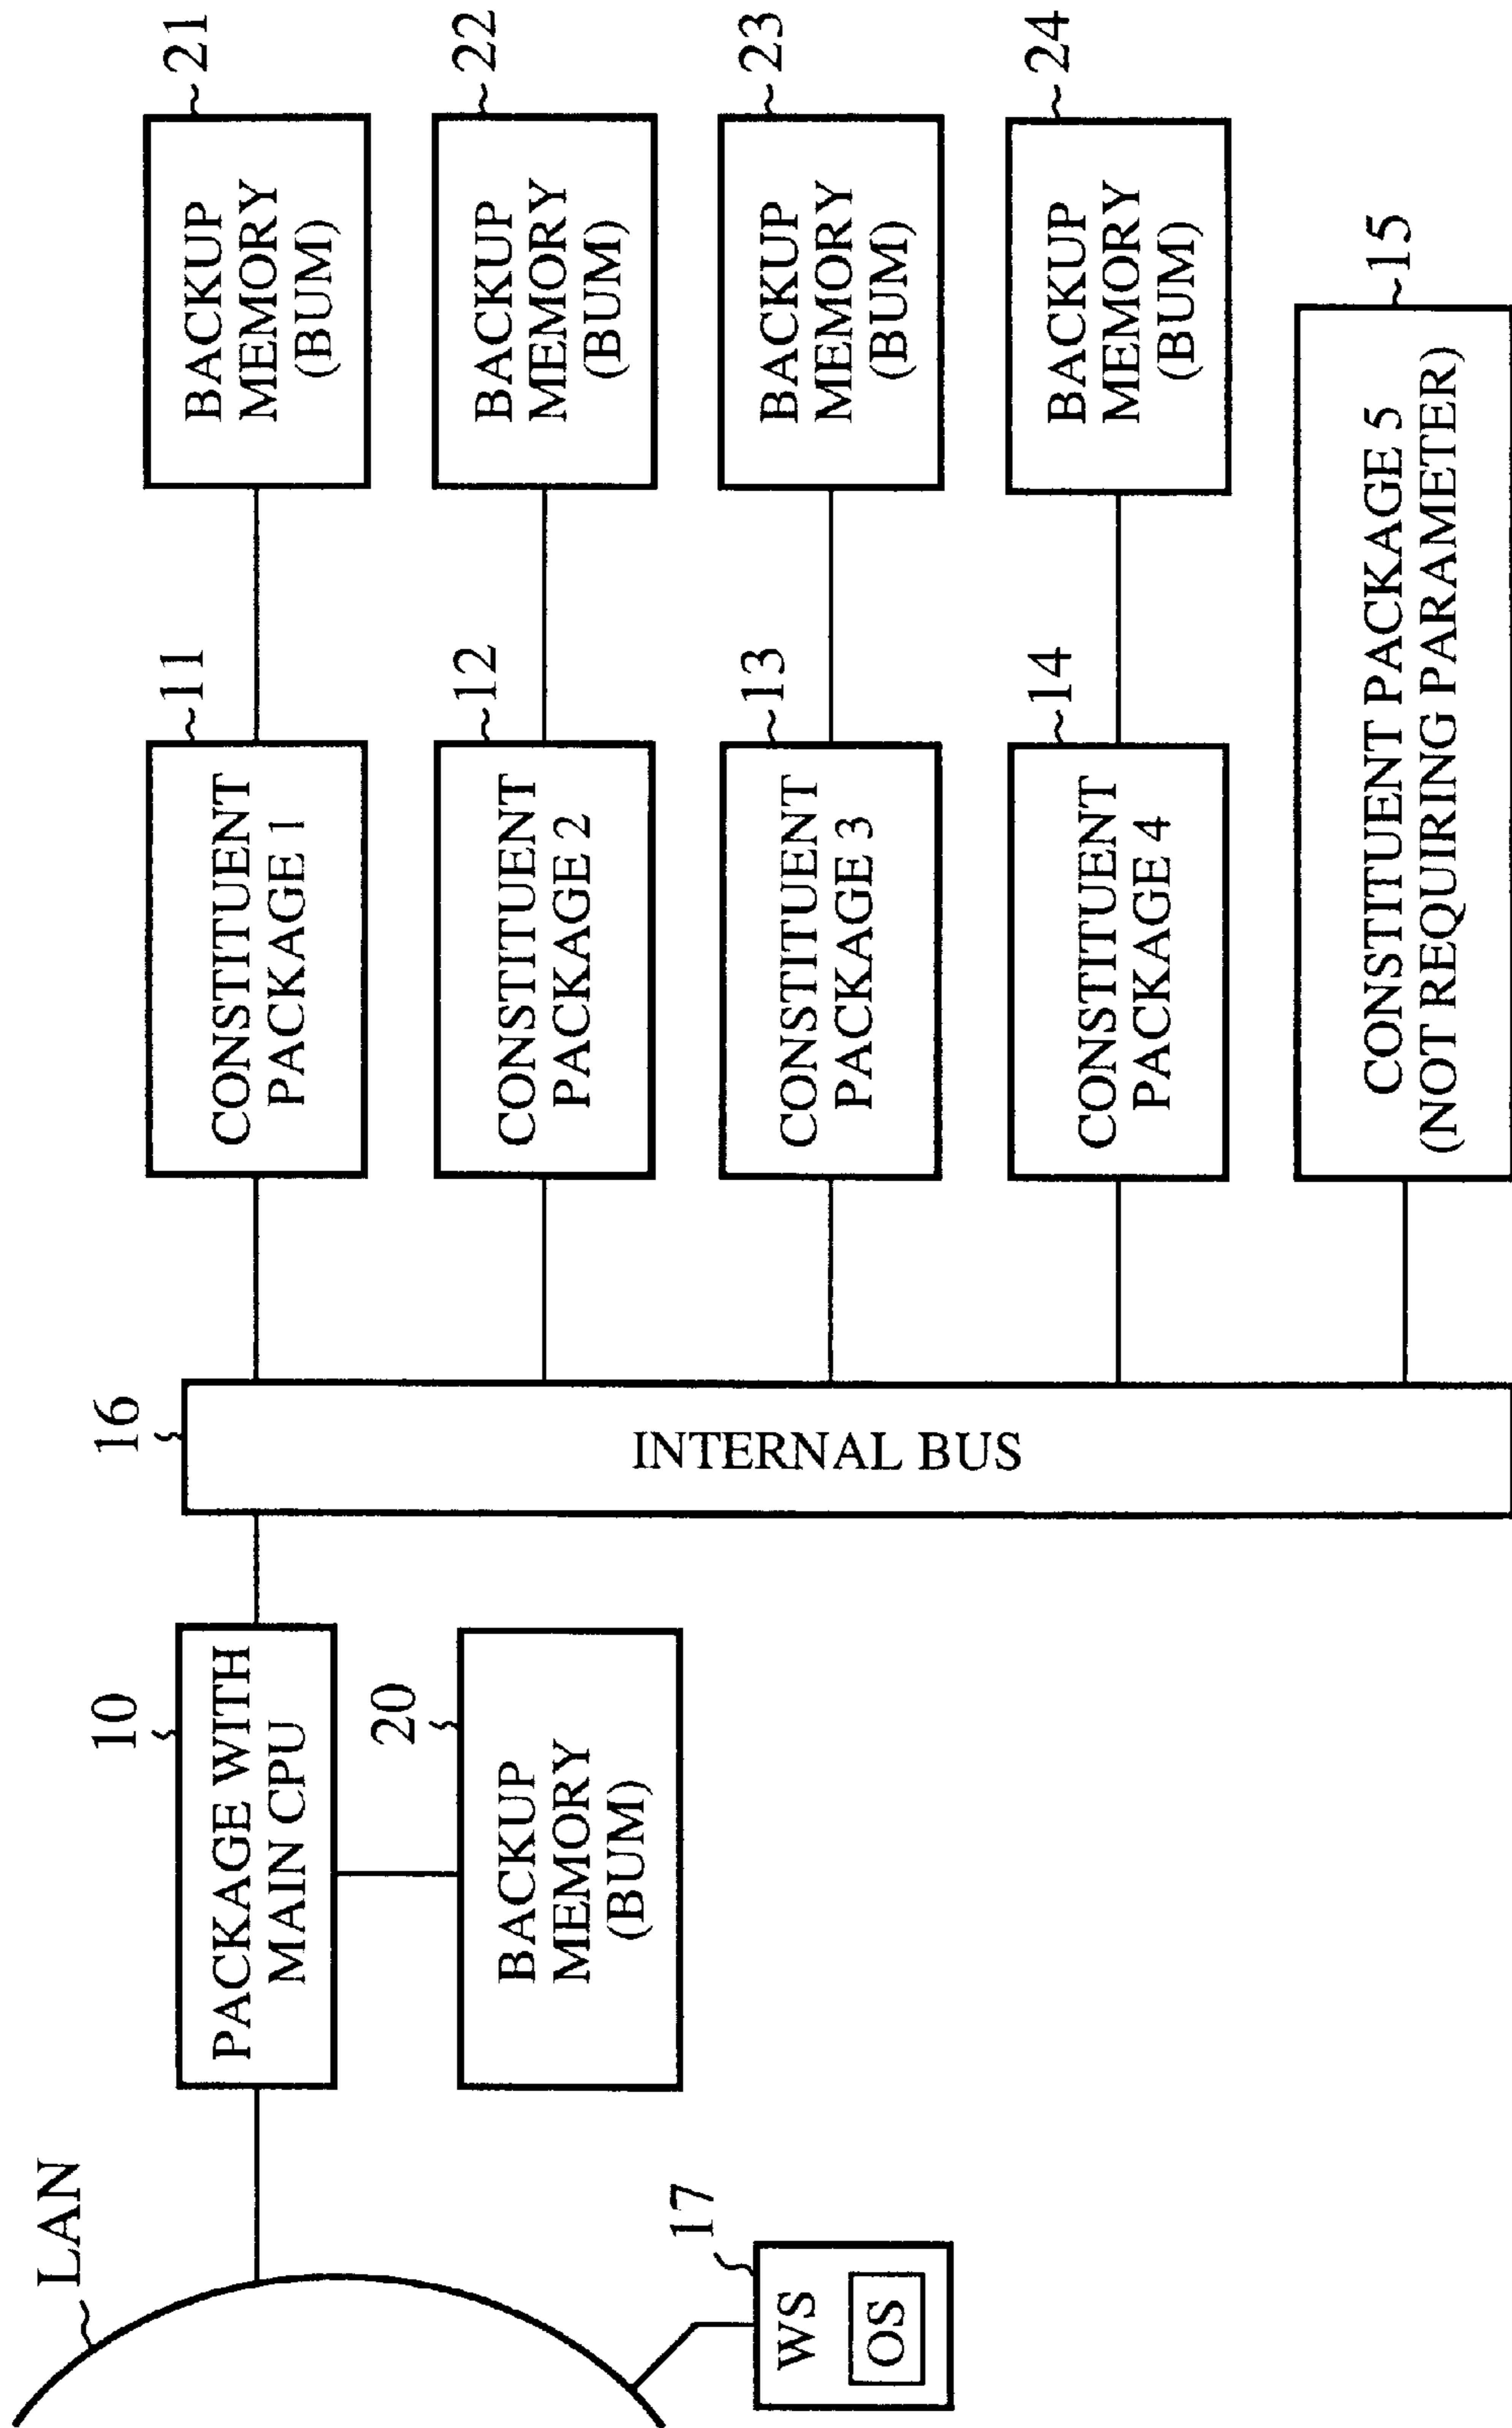 LAN
WS
OS
17
10
PACKAGE WITH
MAIN CPU
20
BACKUP
MEMORY
(BUM)
16
INTERNAL BUS
11
CONSTITUENT
PACKAGE 1
21
BACKUP
MEMORY
(BUM)
12
CONSTITUENT
PACKAGE 2
22
BACKUP
MEMORY
(BUM)
13
CONSTITUENT
PACKAGE 3
23
BACKUP
MEMORY
(BUM)
14
CONSTITUENT
PACKAGE 4
24
BACKUP
MEMORY
(BUM)
15
CONSTITUENT PACKAGE 5
(NOT REQUIRING PARAMETER)